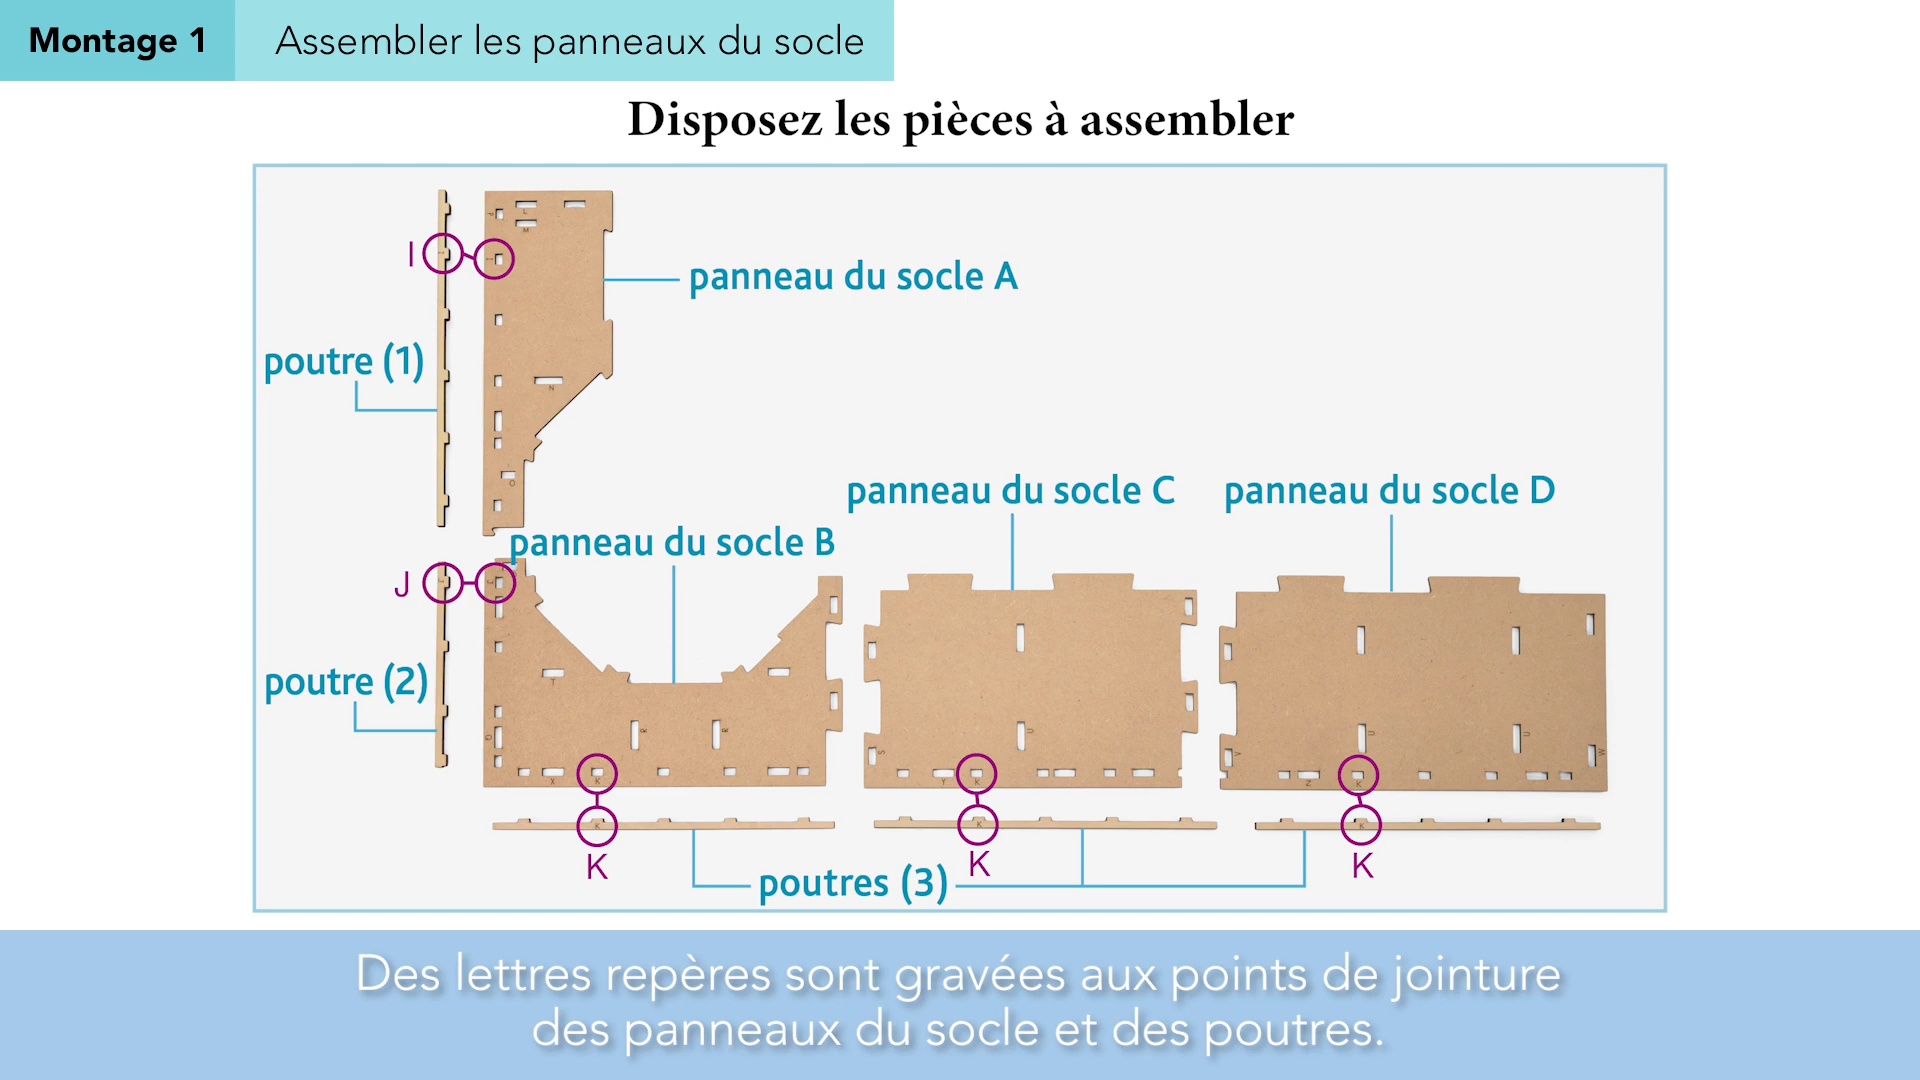 Montage 1
Assembler les panneaux du socle
Disposez les pièces à assembler
I
panneau du socle A
poutre (1)
panneau du socle C
panneau du socle D
panneau du socle B
J
poutre (2)
K
K
K
poutres (3)
Des lettres repères sont gravées aux points de jointure
des panneaux du socle et des poutres.